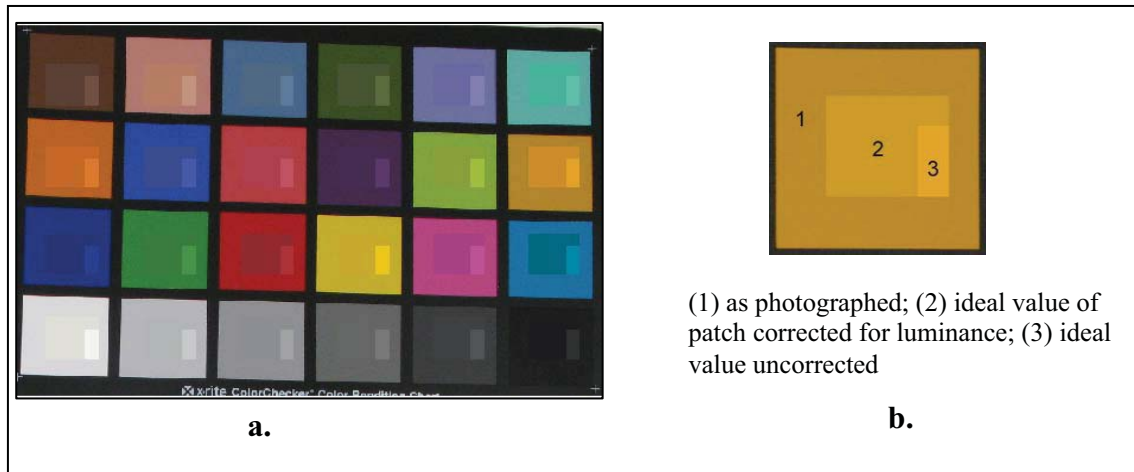 x-rite ColorChecker™ Color Rendition Chart
a.
1
2
3
(1) as photographed; (2) ideal value of
patch corrected for luminance; (3) ideal
value uncorrected
b.